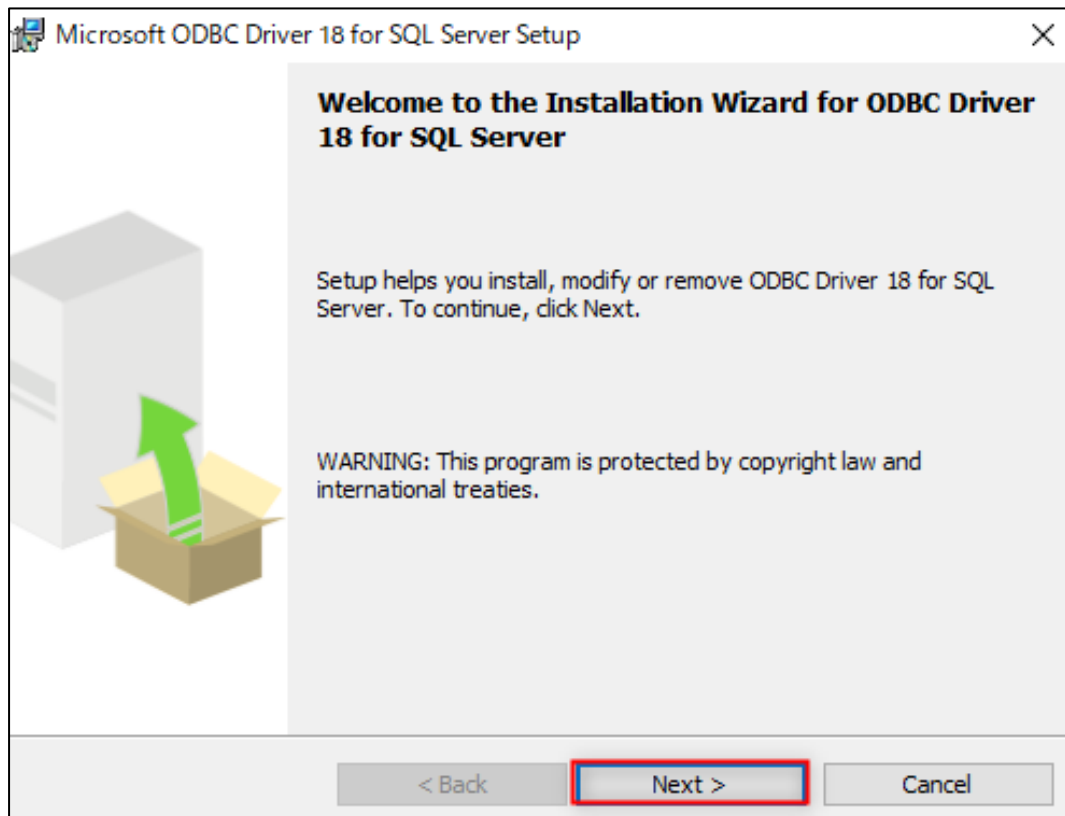 Microsoft ODBC Driver 18 for SQL Server Setup
Welcome to the Installation Wizard for ODBC Driver
18 for SQL Server
Setup helps you install, modify or remove ODBC Driver 18 for SQL
Server. To continue, click Next.
WARNING: This program is protected by copyright law and
international treaties.
< Back
Next >
Cancel